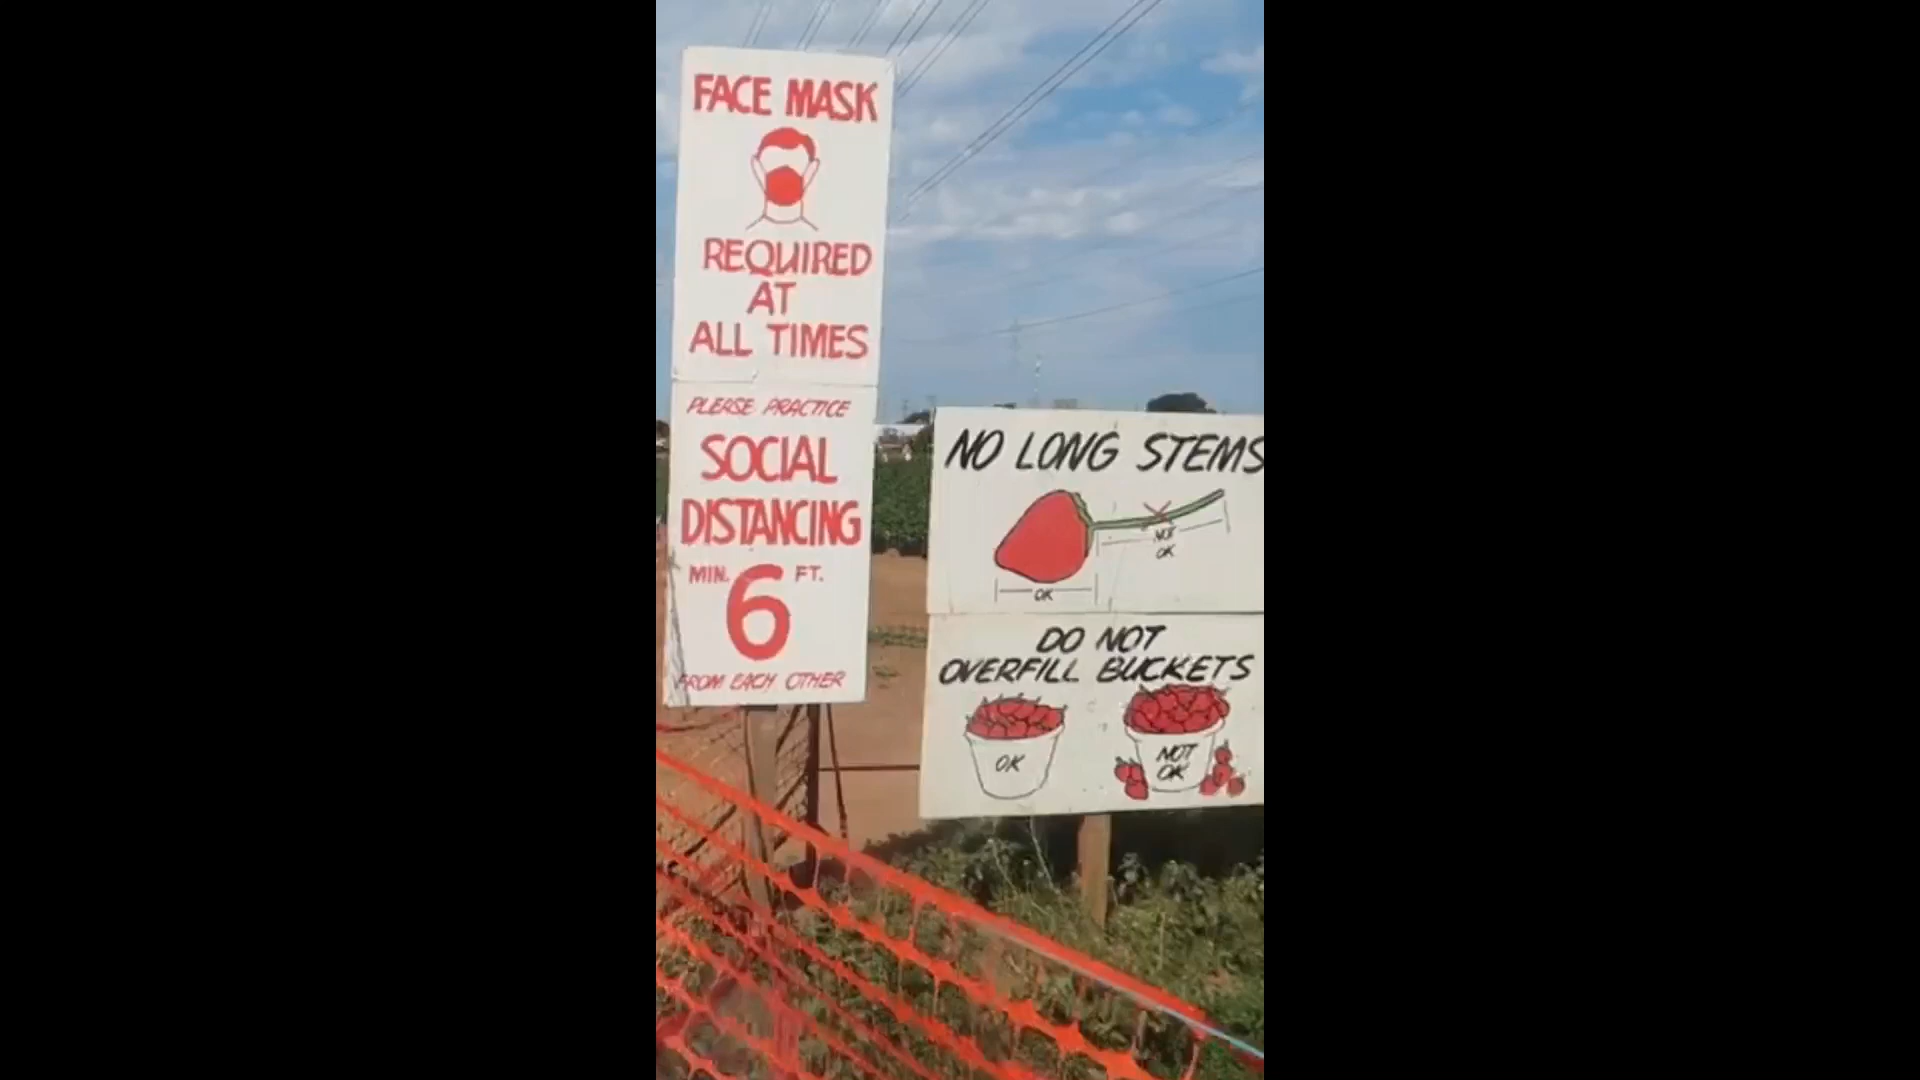 FACE MASK
REQUIRED
AT
ALL TIMES
PLEASE PRACTICE
SOCIAL
DISTANCING
MIN. 6 FT.
FROM EACH OTHER
NO LONG STEMS
NOT
OK
OK
DO NOT
OVERFILL BUCKETS
OK
NOT
OK